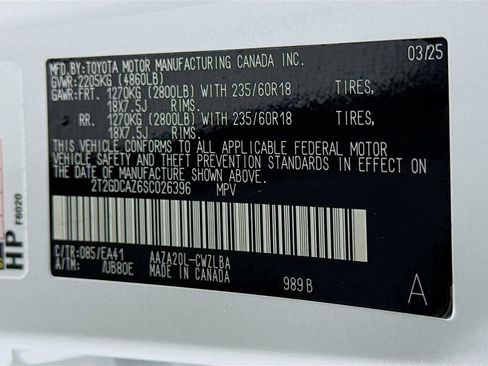 MFD.BY:TOYOTA MOTOR MANUFACTURING CANADA INC. 03/25
GVWR:2205KG (4860LB)
GAWR:FRT. 1270KG (2800LB) WITH 235/60R18 TIRES,
18X7.5J RIMS.
RR. 1270KG (2800LB) WITH 235/60R18 TIRES,
18X7.5J RIMS.
THIS VEHICLE CONFORMS TO ALL APPLICABLE FEDERAL MOTOR
VEHICLE SAFETY AND THEFT PREVENTION STANDARDS IN EFFECT ON
THE DATE OF MANUFACTURE SHOWN ABOVE.
2T2GDCAZ6SC026396 MPV
C/TR:085/EA41 AAZA20L-CWZLBA
A/TM: /UB80E MADE IN CANADA 989B A
HP F6020